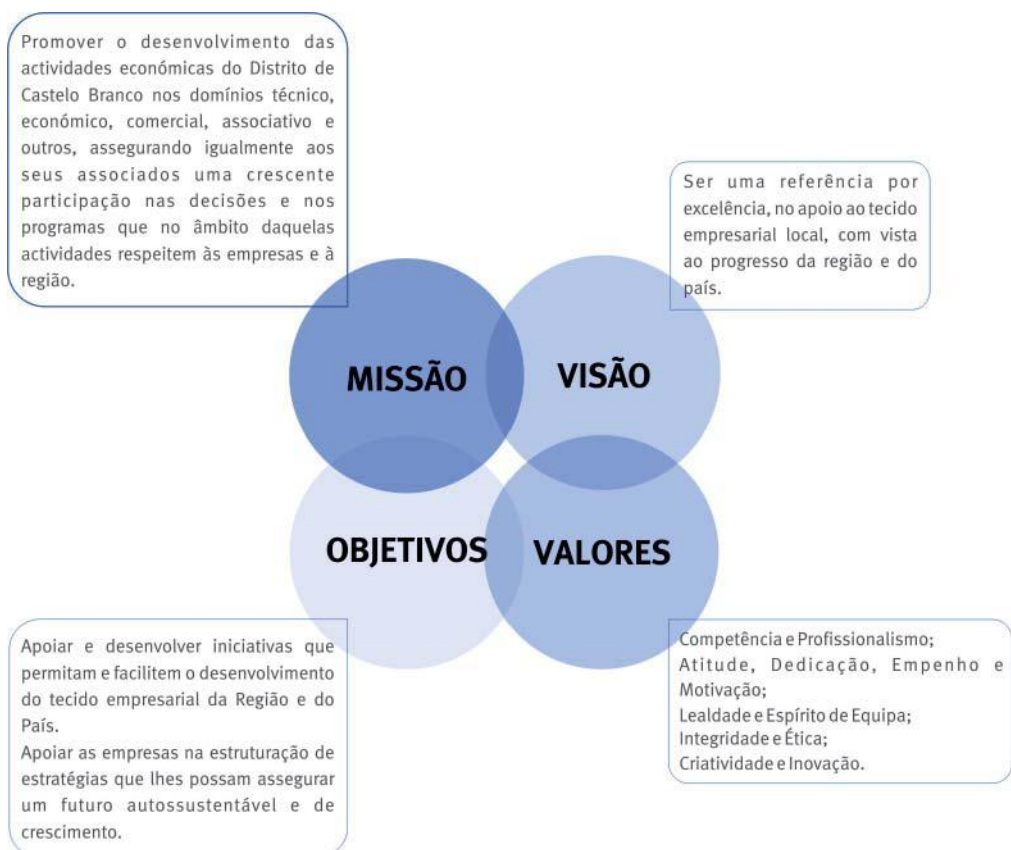 Promover o desenvolvimento das
actividades económicas do Distrito de
Castelo Branco nos domínios técnico,
económico, comercial, associativo e
outros, assegurando igualmente aos
seus associados uma crescente
participação nas decisões e nos
programas que no âmbito daquelas
actividades respeitem às empresas e à
região.
Ser uma referência por
excelência, no apoio ao tecido
empresarial local, com vista
ao progresso da região e do
país.
MISSÃO
VISÃO
OBJETIVOS
VALORES
Apoiar e desenvolver iniciativas que
permitam e facilitem o desenvolvimento
do tecido empresarial da Região e do
País.
Apoiar as empresas na estruturação de
estratégias que lhes possam assegurar
um futuro autossustentável e de
crescimento.
Competência e Profissionalismo;
Atitude, Dedicação, Empenho e
Motivação;
Lealdade e Espírito de Equipa;
Integridade e Ética;
Criatividade e Inovação.